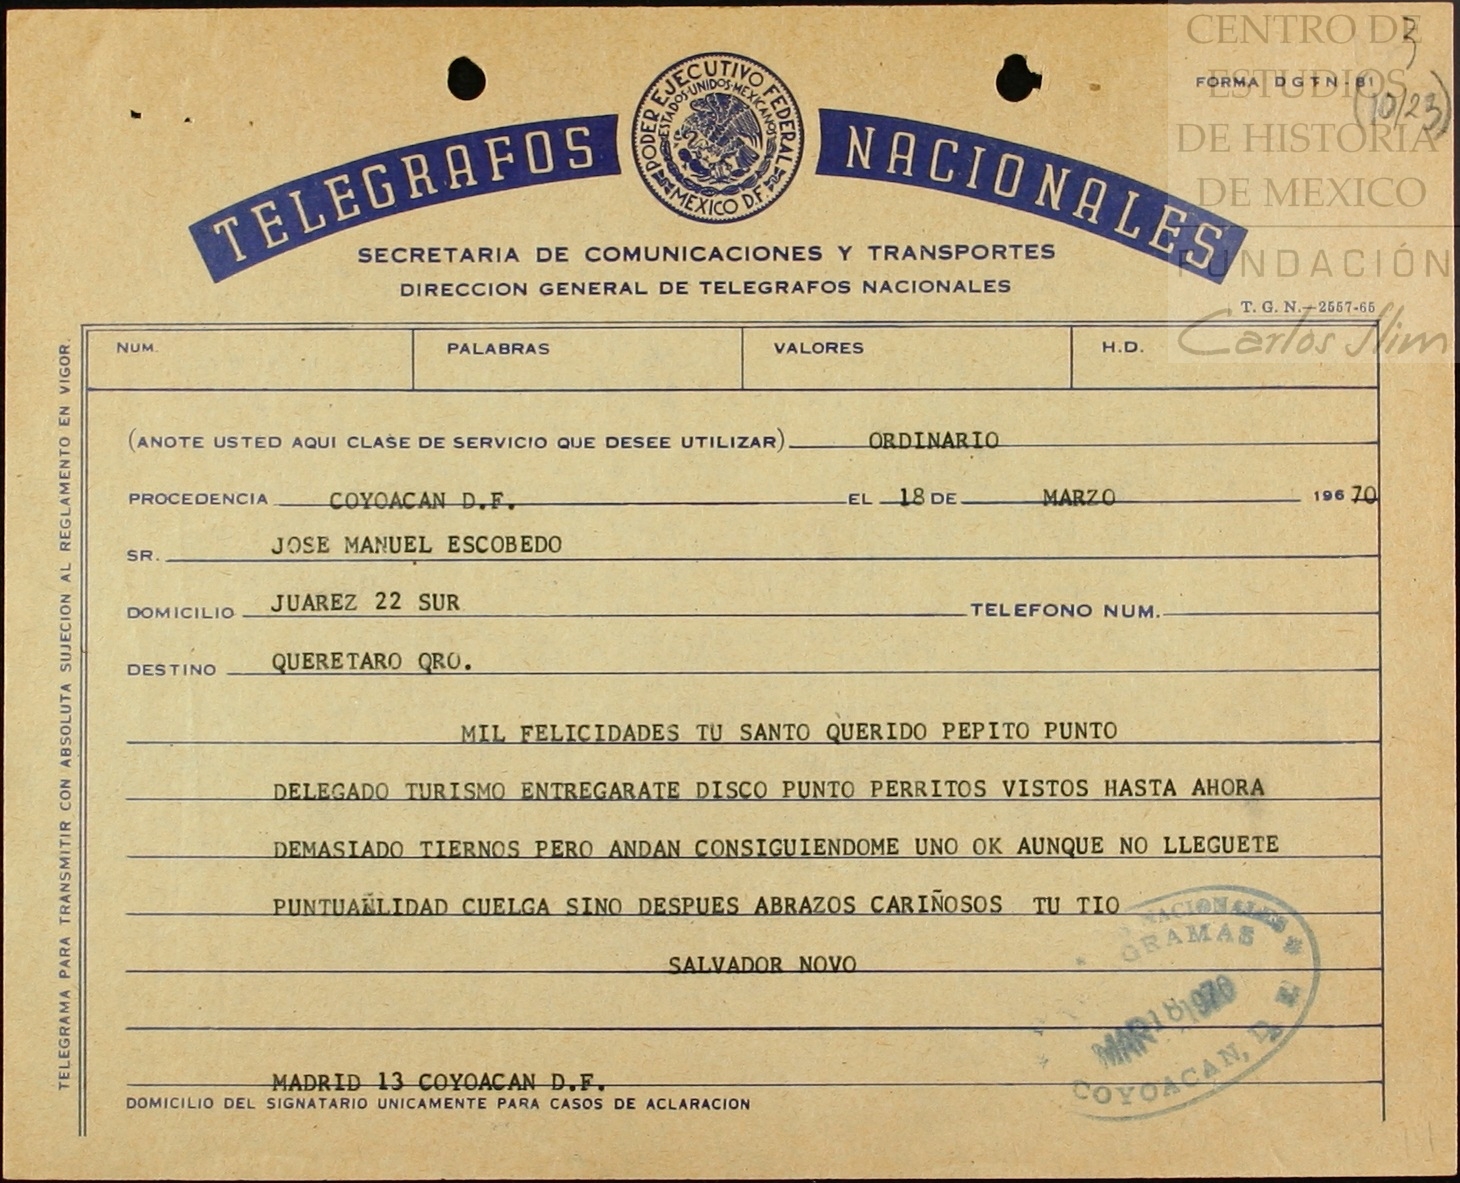 CENTRO DE
ESTUDIOS
DE HISTORIA
DE MEXICO
FUNDACIÓN
Carlos Slim
3
FORMA DGTN-81
(10/23)
TELEGRAFOS NACIONALES
PODER EJECUTIVO FEDERAL
ESTADOS·UNIDOS·MEXICANOS
MEXICO D.F.
SECRETARIA DE COMUNICACIONES Y TRANSPORTES
DIRECCION GENERAL DE TELEGRAFOS NACIONALES
T. G. N.—2557-65
NUM. PALABRAS VALORES H.D.
(ANOTE USTED AQUI CLASE DE SERVICIO QUE DESEE UTILIZAR) ORDINARIO
PROCEDENCIA COYOACAN D.F. EL 18 DE MARZO 196 70
SR. JOSE MANUEL ESCOBEDO
DOMICILIO JUAREZ 22 SUR TELEFONO NUM.
DESTINO QUERETARO QRO.
MIL FELICIDADES TU SANTO QUERIDO PEPITO PUNTO
DELEGADO TURISMO ENTREGARATE DISCO PUNTO PERRITOS VISTOS HASTA AHORA
DEMASIADO TIERNOS PERO ANDAN CONSIGUIENDOME UNO OK AUNQUE NO LLEGUETE
PUNTUAÑLIDAD CUELGA SINO DESPUES ABRAZOS CARIÑOSOS TU TIO
SALVADOR NOVO
MADRID 13 COYOACAN D.F.
DOMICILIO DEL SIGNATARIO UNICAMENTE PARA CASOS DE ACLARACION
TELEGRAMA PARA TRANSMITIR CON ABSOLUTA SUJECION AL REGLAMENTO EN VIGOR.
NACIONALES
GRAMAS
MAR 18 1970
COYOACAN, D. F.